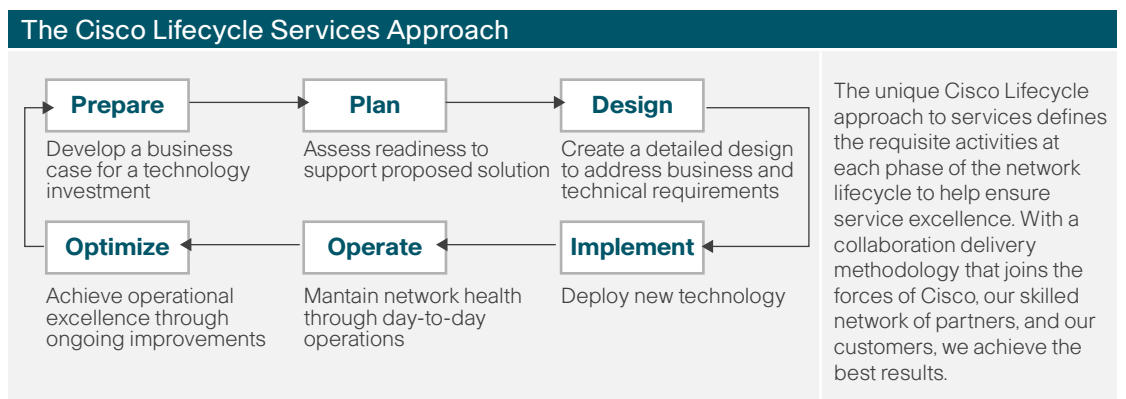 The Cisco Lifecycle Services Approach
Prepare
Develop a business
case for a technology
investment
Plan
Assess readiness to
support proposed solution
Design
Create a detailed design
to address business and
technical requirements
Optimize
Achieve operational
excellence through
ongoing improvements
Operate
Mantain network health
through day-to-day
operations
Implement
Deploy new technology
The unique Cisco Lifecycle
approach to services defines
the requisite activities at
each phase of the network
lifecycle to help ensure
service excellence. With a
collaboration delivery
methodology that joins the
forces of Cisco, our skilled
network of partners, and our
customers, we achieve the
best results.